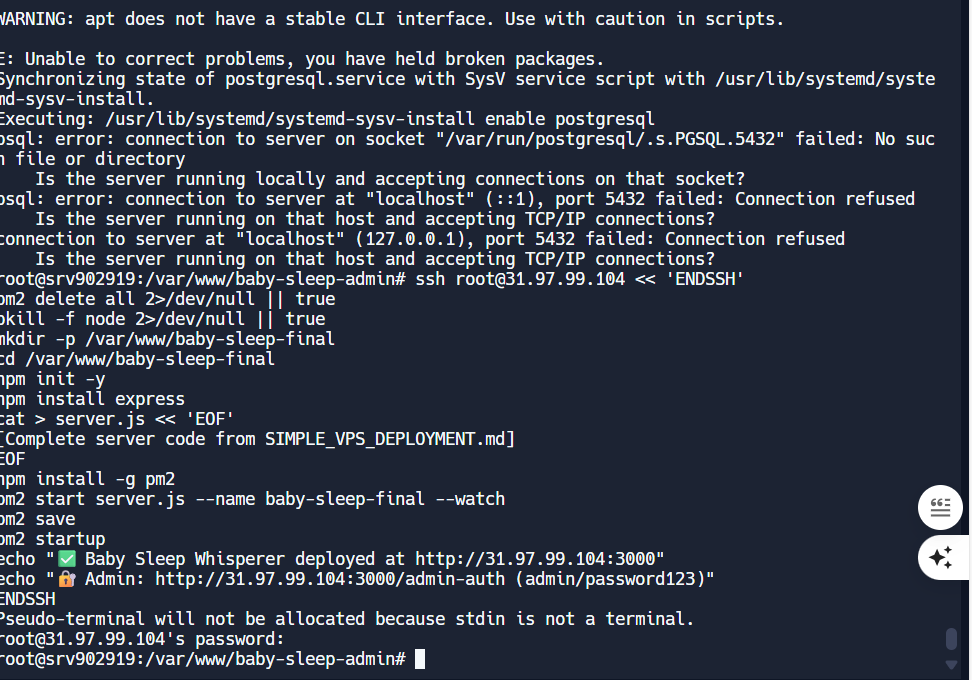 WARNING: apt does not have a stable CLI interface. Use with caution in scripts.
E: Unable to correct problems, you have held broken packages.
Synchronizing state of postgresql.service with SysV service script with /usr/lib/systemd/syste
md-sysv-install.
Executing: /usr/lib/systemd/systemd-sysv-install enable postgresql
psql: error: connection to server on socket "/var/run/postgresql/.s.PGSQL.5432" failed: No suc
h file or directory
    Is the server running locally and accepting connections on that socket?
psql: error: connection to server at "localhost" (::1), port 5432 failed: Connection refused
    Is the server running on that host and accepting TCP/IP connections?
connection to server at "localhost" (127.0.0.1), port 5432 failed: Connection refused
    Is the server running on that host and accepting TCP/IP connections?
root@srv902919:/var/www/baby-sleep-admin# ssh root@31.97.99.104 << 'ENDSSH'
pm2 delete all 2>/dev/null || true
pkill -f node 2>/dev/null || true
mkdir -p /var/www/baby-sleep-final
cd /var/www/baby-sleep-final
npm init -y
npm install express
cat > server.js << 'EOF'
[Complete server code from SIMPLE_VPS_DEPLOYMENT.md]
EOF
npm install -g pm2
pm2 start server.js --name baby-sleep-final --watch
pm2 save
pm2 startup
echo "✅ Baby Sleep Whisperer deployed at http://31.97.99.104:3000"
echo "🔐 Admin: http://31.97.99.104:3000/admin-auth (admin/password123)"
ENDSSH
Pseudo-terminal will not be allocated because stdin is not a terminal.
root@31.97.99.104's password:
root@srv902919:/var/www/baby-sleep-admin#